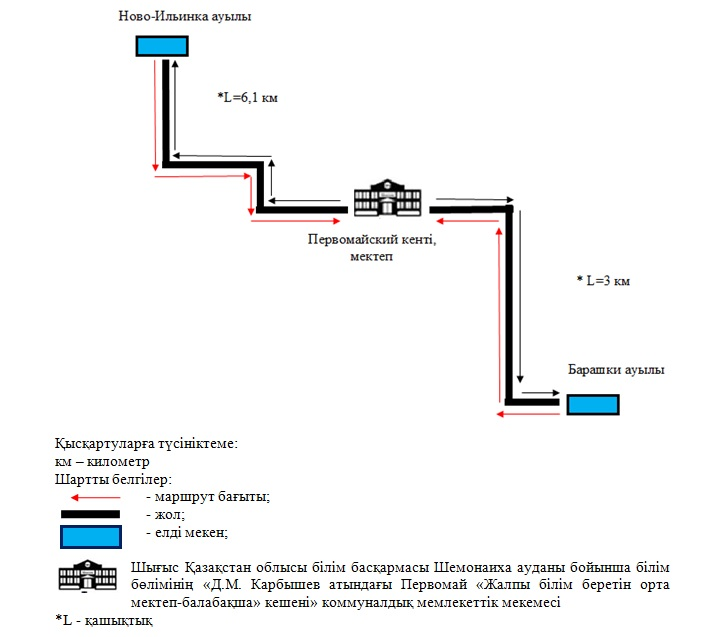 Ново-Ильинка ауылы
*L=6,1 км
Первомайский кенті,
мектеп
* L=3 км
Барашки ауылы
Қысқартуларға түсініктеме:
км – километр
Шартты белгілер:
- маршрут бағыты;
- жол;
- елді мекен;
Шығыс Қазақстан облысы білім басқармасы Шемонаиха ауданы бойынша білім
бөлімінің «Д.М. Карбышев атындағы Первомай «Жалпы білім беретін орта
мектеп-балабақша» кешені» коммуналдық мемлекеттік мекемесі
*L - қашықтық